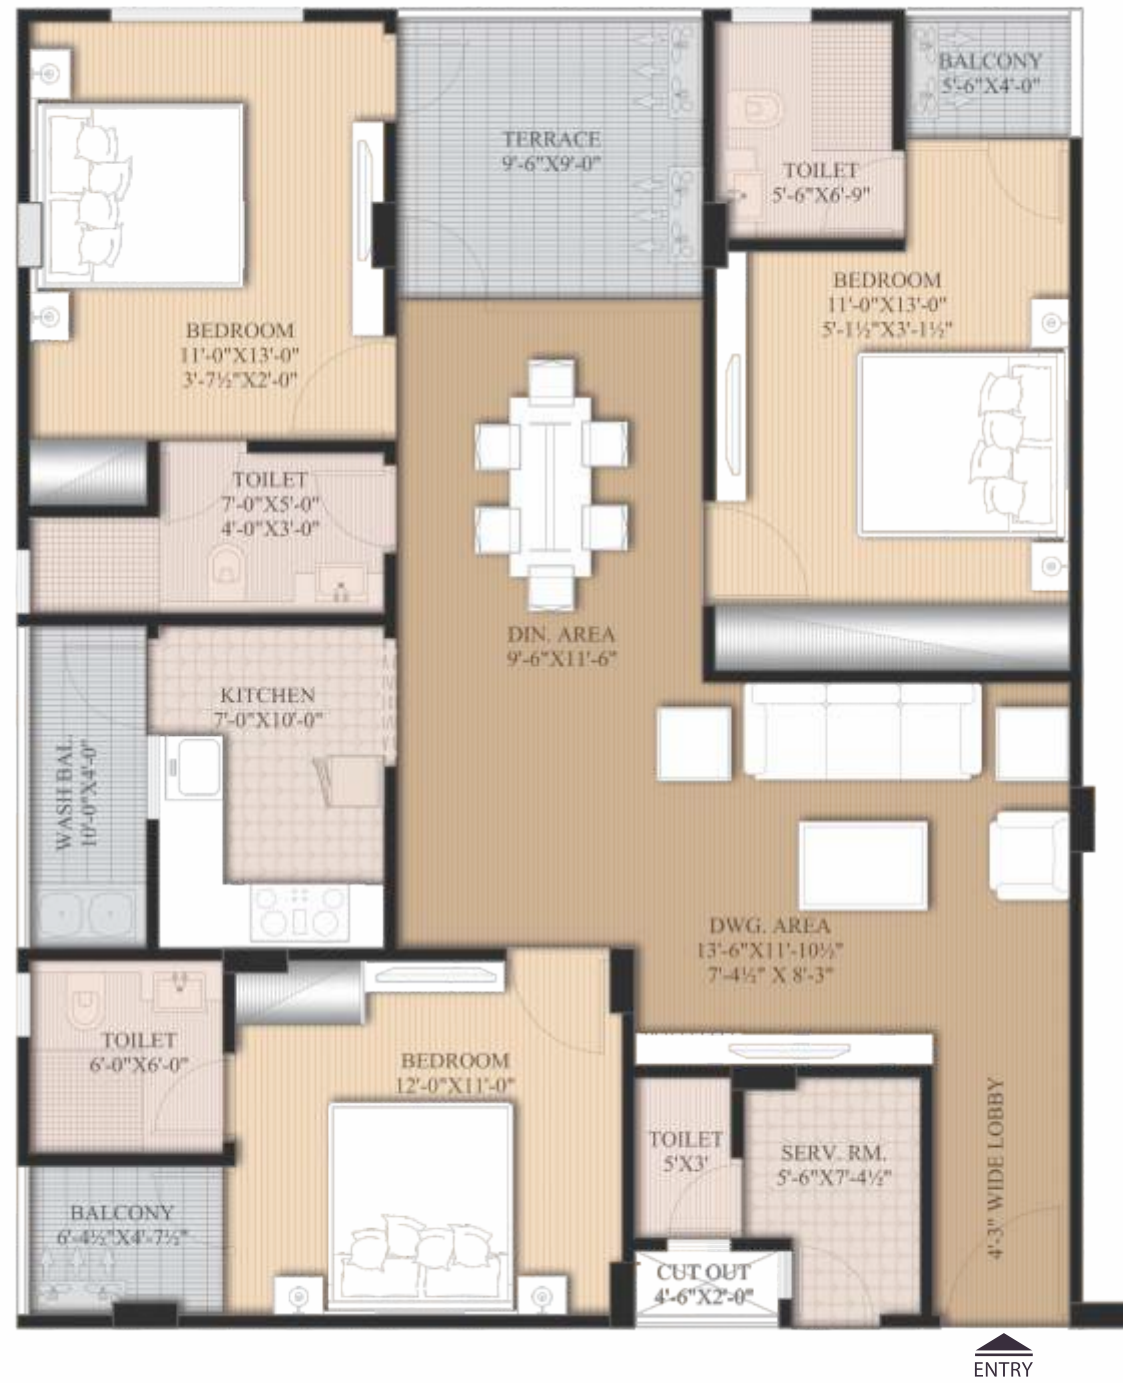 BALCONY
5'-6"X4'-0"
TERRACE
9'-6"X9'-0"
TOILET
5'-6"X6'-9"
BEDROOM
11'-0"X13'-0"
5'-1½"X3'-1½"
BEDROOM
11'-0"X13'-0"
3'-7½"X2'-0"
TOILET
7'-0"X5'-0"
4'-0"X3'-0"
DIN. AREA
9'-6"X11'-6"
KITCHEN
7'-0"X10'-0"
WASH BAL.
10'-0"X4'-0"
DWG. AREA
13'-6"X11'-10½"
7'-4½" X 8'-3"
TOILET
6'-0"X6'-0"
BEDROOM
12'-0"X11'-0"
TOILET
5'X3'
SERV. RM.
5'-6"X7'-4½"
4'-3" WIDE LOBBY
BALCONY
6'-4½"X4'-7½"
CUT OUT
4'-6"X2'-0"
ENTRY